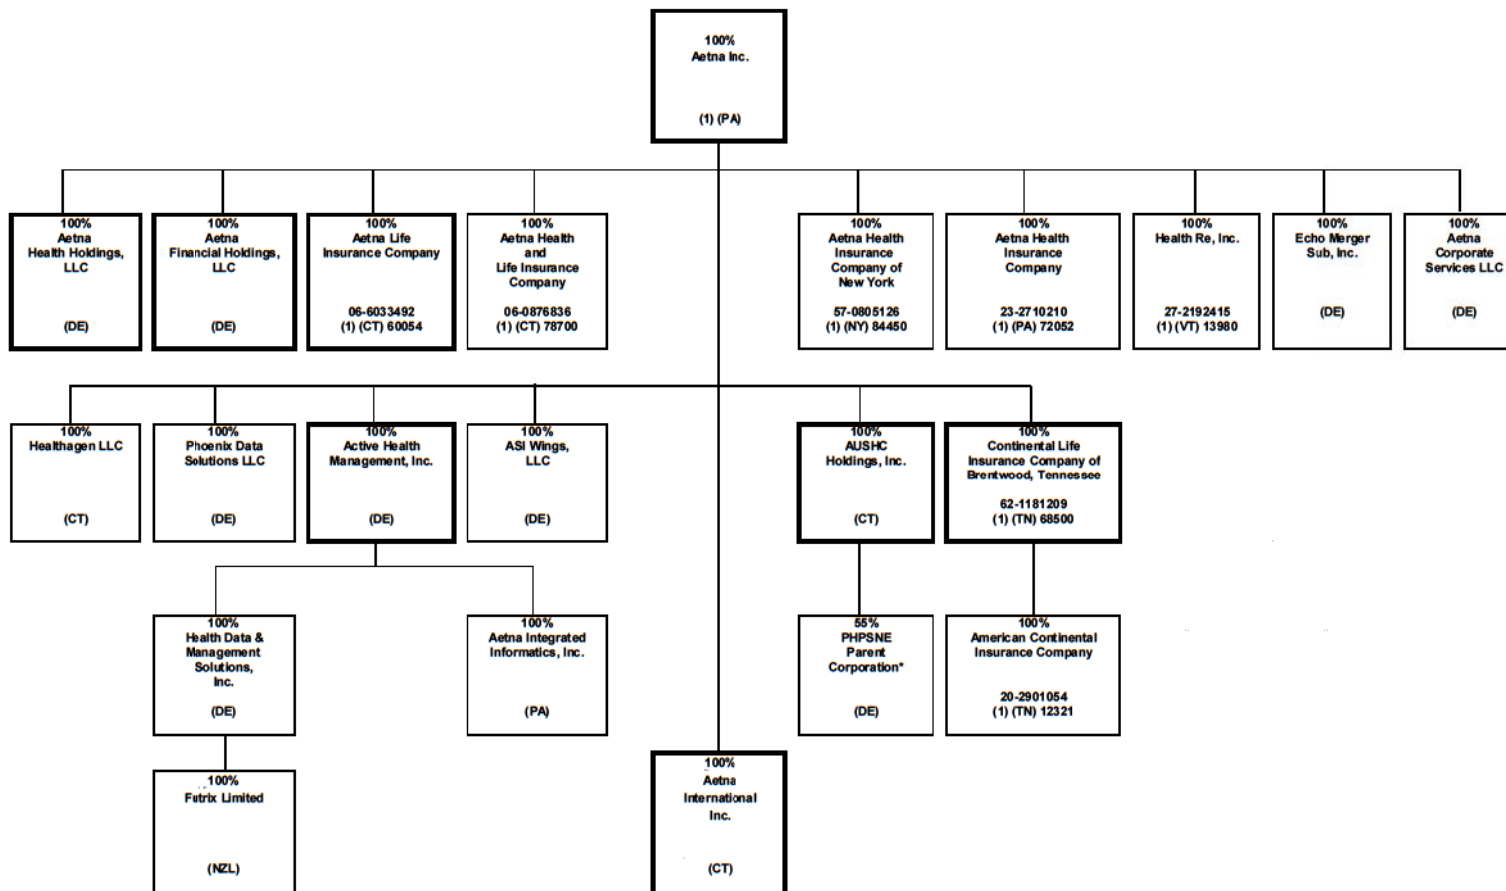 100%
Aetna Inc.
(1) (PA)
100%
Aetna
Health Holdings,
LLC
(DE)
100%
Aetna
Financial Holdings,
LLC
(DE)
100%
Aetna Life
Insurance Company
06-6033492
(1) (CT) 60054
100%
Aetna Health
and
Life Insurance
Company
06-0876836
(1) (CT) 78700
100%
Aetna Health
Insurance
Company of
New York
57-0805126
(1) (NY) 84450
100%
Aetna Health
Insurance
Company
23-2710210
(1) (PA) 72052
100%
Health Re, Inc.
27-2192415
(1) (VT) 13980
100%
Echo Merger
Sub, Inc.
(DE)
100%
Aetna
Corporate
Services LLC
(DE)
100%
Healthagen LLC
(CT)
100%
Phoenix Data
Solutions LLC
(DE)
100%
Active Health
Management, Inc.
(DE)
100%
ASI Wings,
LLC
(DE)
100%
AUSHC
Holdings, Inc.
(CT)
100%
Continental Life
Insurance Company of
Brentwood, Tennessee
62-1181209
(1) (TN) 68500
100%
Health Data &
Management
Solutions,
Inc.
(DE)
100%
Aetna Integrated
Informatics, Inc.
(PA)
55%
PHPSNE
Parent
Corporation*
(DE)
100%
American Continental
Insurance Company
20-2901054
(1) (TN) 12321
100%
Futrix Limited
(NZL)
100%
Aetna
International
Inc.
(CT)